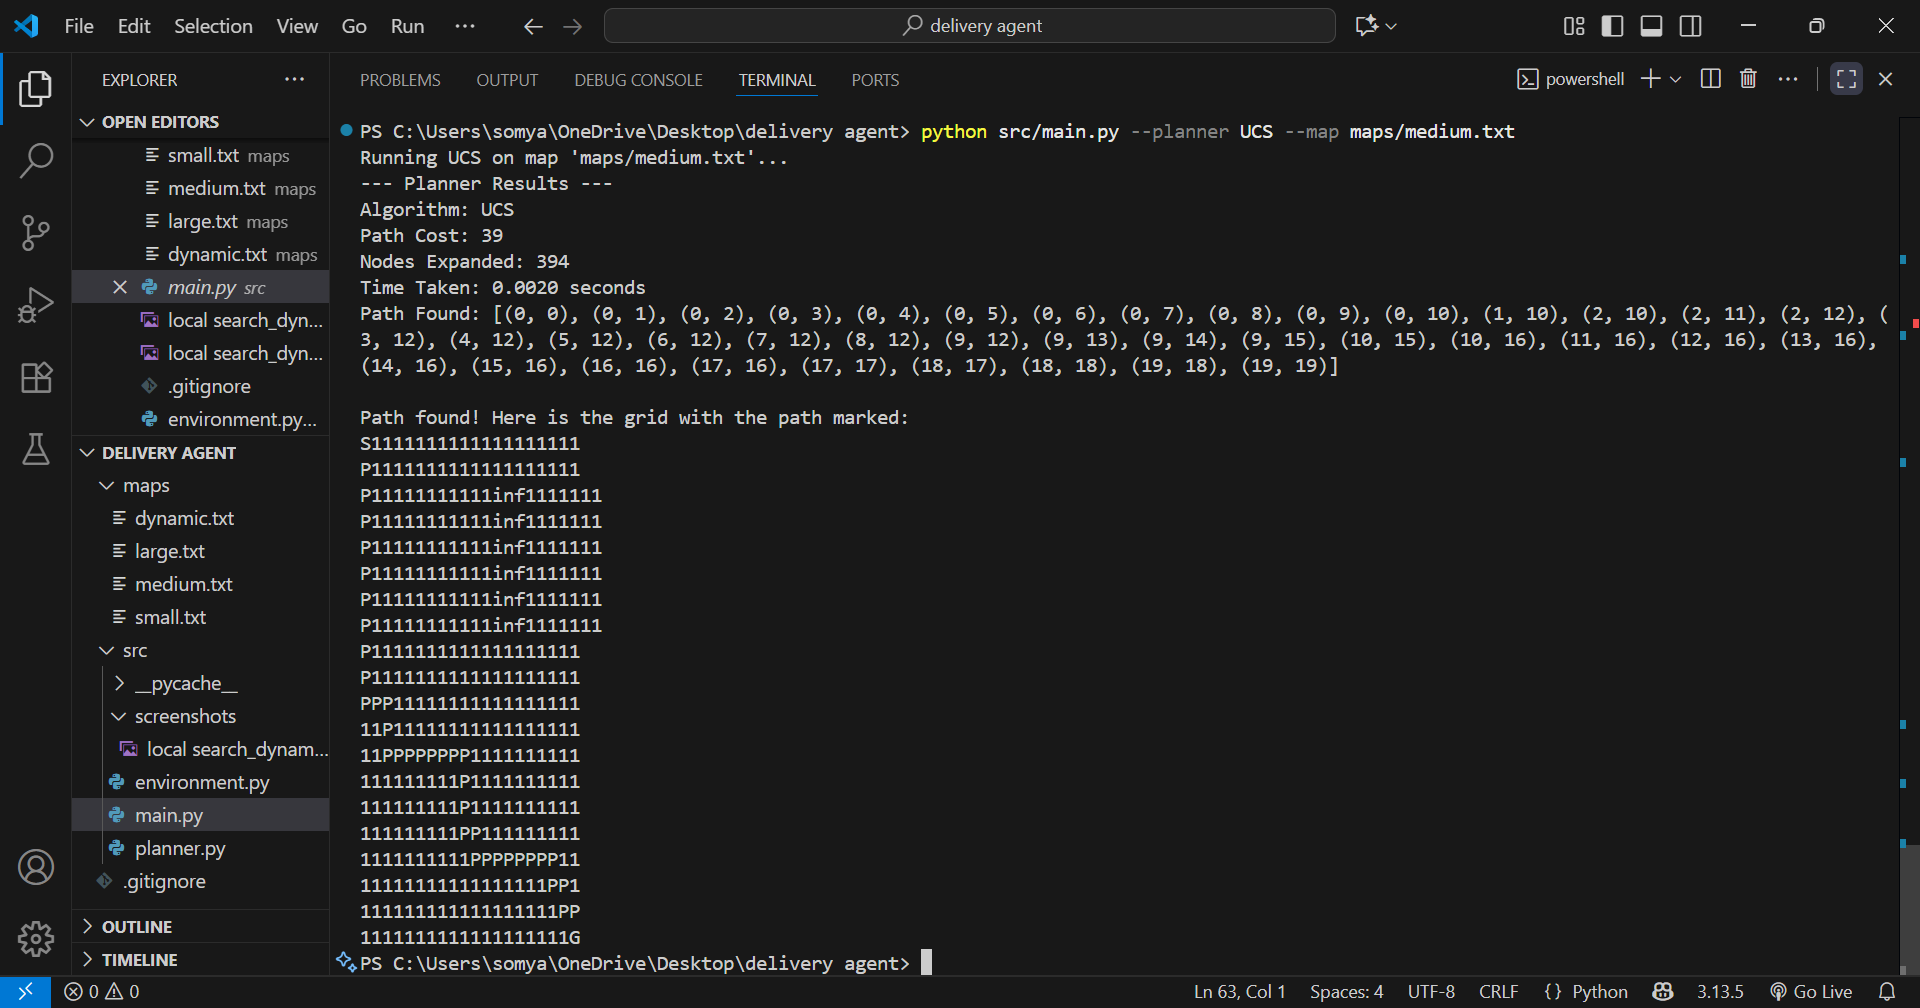 File Edit Selection View Go Run ··· delivery agent
EXPLORER ···
OPEN EDITORS
small.txt maps
medium.txt maps
large.txt maps
dynamic.txt maps
main.py src
local search_dyn...
local search_dyn...
.gitignore
environment.py...
DELIVERY AGENT
maps
dynamic.txt
large.txt
medium.txt
small.txt
src
__pycache__
screenshots
local search_dynam...
environment.py
main.py
planner.py
.gitignore
OUTLINE
TIMELINE
PROBLEMS OUTPUT DEBUG CONSOLE TERMINAL PORTS
powershell
PS C:\Users\somya\OneDrive\Desktop\delivery agent> python src/main.py --planner UCS --map maps/medium.txt
Running UCS on map 'maps/medium.txt'...
--- Planner Results ---
Algorithm: UCS
Path Cost: 39
Nodes Expanded: 394
Time Taken: 0.0020 seconds
Path Found: [(0, 0), (0, 1), (0, 2), (0, 3), (0, 4), (0, 5), (0, 6), (0, 7), (0, 8), (0, 9), (0, 10), (1, 10), (2, 10), (2, 11), (2, 12), (
3, 12), (4, 12), (5, 12), (6, 12), (7, 12), (8, 12), (9, 12), (9, 13), (9, 14), (9, 15), (10, 15), (10, 16), (11, 16), (12, 16), (13, 16),
(14, 16), (15, 16), (16, 16), (17, 16), (17, 17), (18, 17), (18, 18), (19, 18), (19, 19)]
Path found! Here is the grid with the path marked:
S1111111111111111111
P1111111111111111111
P11111111111inf1111111
P11111111111inf1111111
P11111111111inf1111111
P11111111111inf1111111
P11111111111inf1111111
P11111111111inf1111111
P1111111111111111111
P1111111111111111111
PPP11111111111111111
11P11111111111111111
11PPPPPPPP1111111111
111111111P1111111111
111111111P1111111111
111111111PP111111111
1111111111PPPPPPPP11
11111111111111111PP1
111111111111111111PP
1111111111111111111G
PS C:\Users\somya\OneDrive\Desktop\delivery agent>
0 0 Ln 63, Col 1 Spaces: 4 UTF-8 CRLF {} Python 3.13.5 Go Live